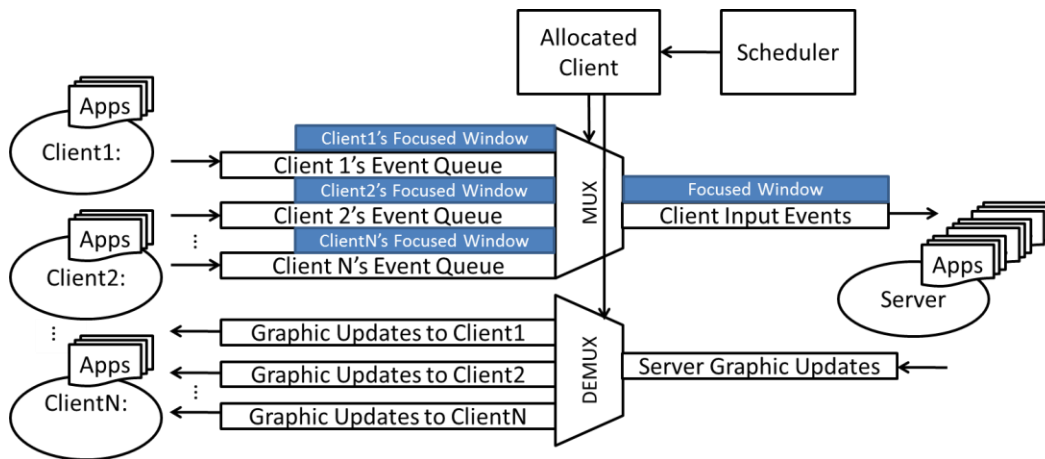 Allocated
Client
Scheduler
Apps
Client1:
Client1's Focused Window
Client 1's Event Queue
Client2's Focused Window
Client 2's Event Queue
...
ClientN's Focused Window
Client N's Event Queue
MUX
Focused Window
Client Input Events
Apps
Client2:
Apps
Server
...
Graphic Updates to Client1
Graphic Updates to Client2
...
Graphic Updates to ClientN
DEMUX
Server Graphic Updates
Apps
ClientN: